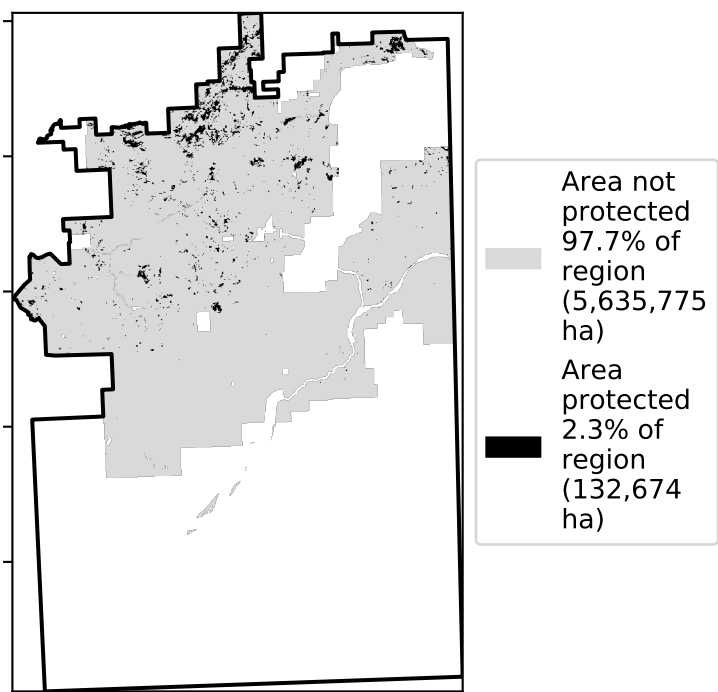 Area not
protected
97.7% of
region
(5,635,775
ha)
Area
protected
2.3% of
region
(132,674
ha)